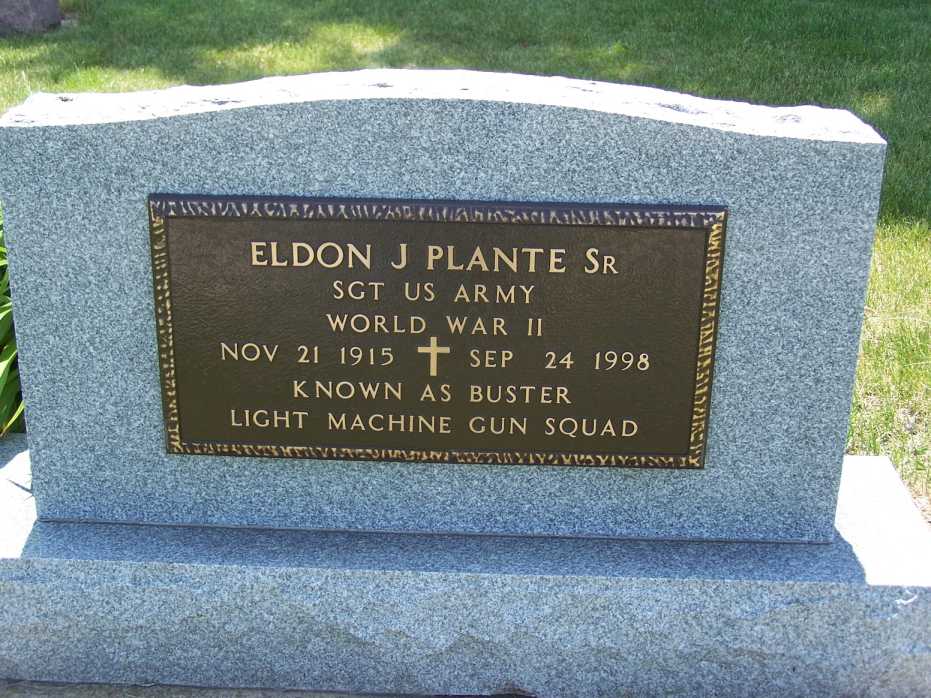 ELDON J PLANTE SR
SGT US ARMY
WORLD WAR II
NOV 21 1915 SEP 24 1998
KNOWN AS BUSTER
LIGHT MACHINE GUN SQUAD